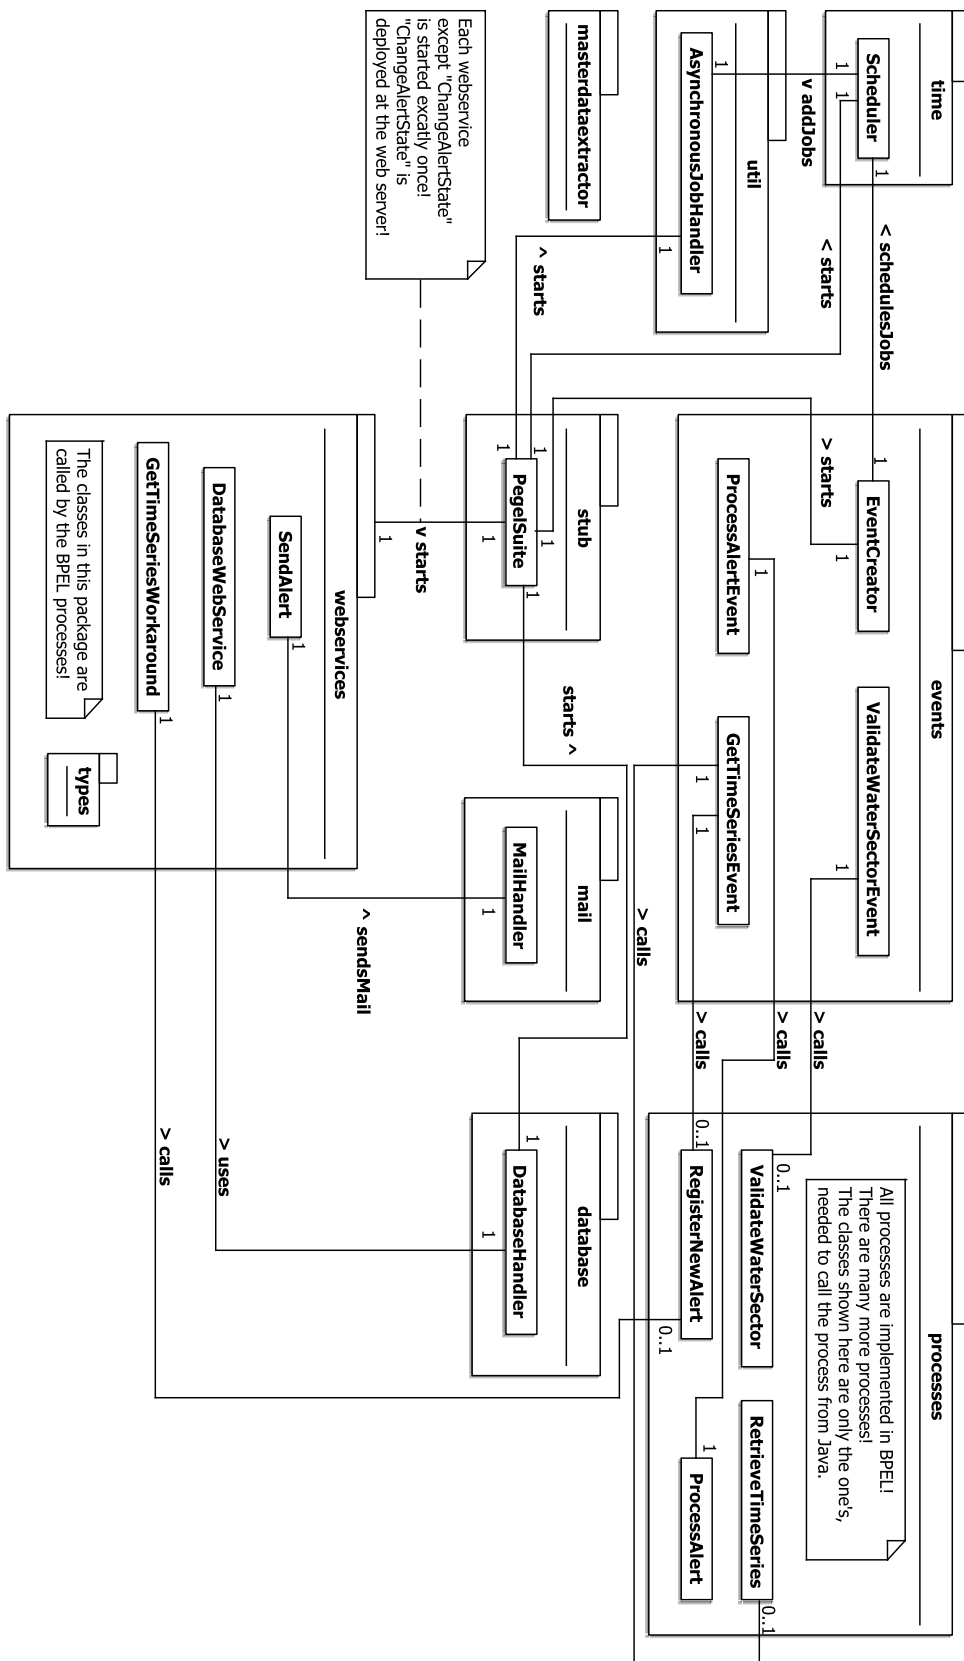 time
Scheduler
1
1
1
v addJobs
< starts
< schedulesJobs
util
AsynchronousJobHandler
1
1
^ starts
masterdataextractor
Each webservice
except "ChangeAlertState"
is started excatly once!
"ChangeAlertState" is
deployed at the web server!
events
EventCreator
1
1
> starts
ValidateWaterSectorEvent
1
ProcessAlertEvent
1
GetTimeSeriesEvent
1
1
> calls
> calls
> calls
> calls
processes
All processes are implemented in BPEL!
There are many more processes!
The classes shown here are only the one's,
needed to call the process from Java.
ValidateWaterSector
0..1
RetrieveTimeSeries
0..1
RegisterNewAlert
0..1
0..1
ProcessAlert
1
stub
PegelSuite
1
1
1
1
1
v starts
starts ^
mail
MailHandler
1
^ sendsMail
database
DatabaseHandler
1
1
webservices
1
SendAlert
1
DatabaseWebService
1
> uses
GetTimeSeriesWorkaround
1
> calls
The classes in this package are
called by the BPEL processes!
types